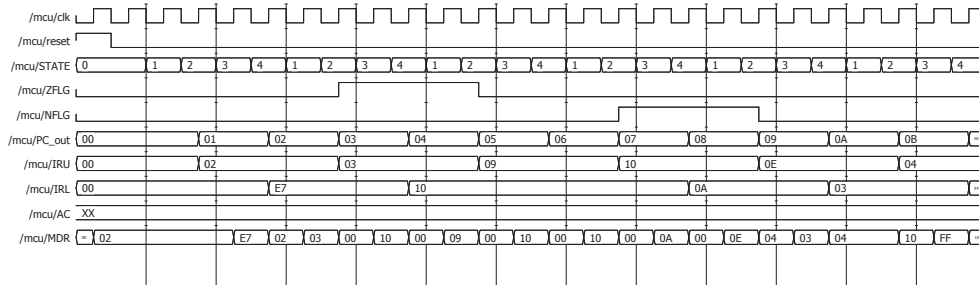 /mcu/clk
/mcu/reset
/mcu/STATE 0 1 2 3 4 1 2 3 4 1 2 3 4 1 2 3 4 1 2 3 4 1 2 3 4
/mcu/ZFLG
/mcu/NFLG
/mcu/PC_out 00 01 02 03 04 05 06 07 08 09 0A 0B
/mcu/IRU 00 02 03 09 10 0E 04
/mcu/IRL 00 E7 10 0A 03
/mcu/AC XX
/mcu/MDR 02 E7 02 03 00 10 00 09 00 10 00 10 00 0A 00 0E 04 03 04 10 FF